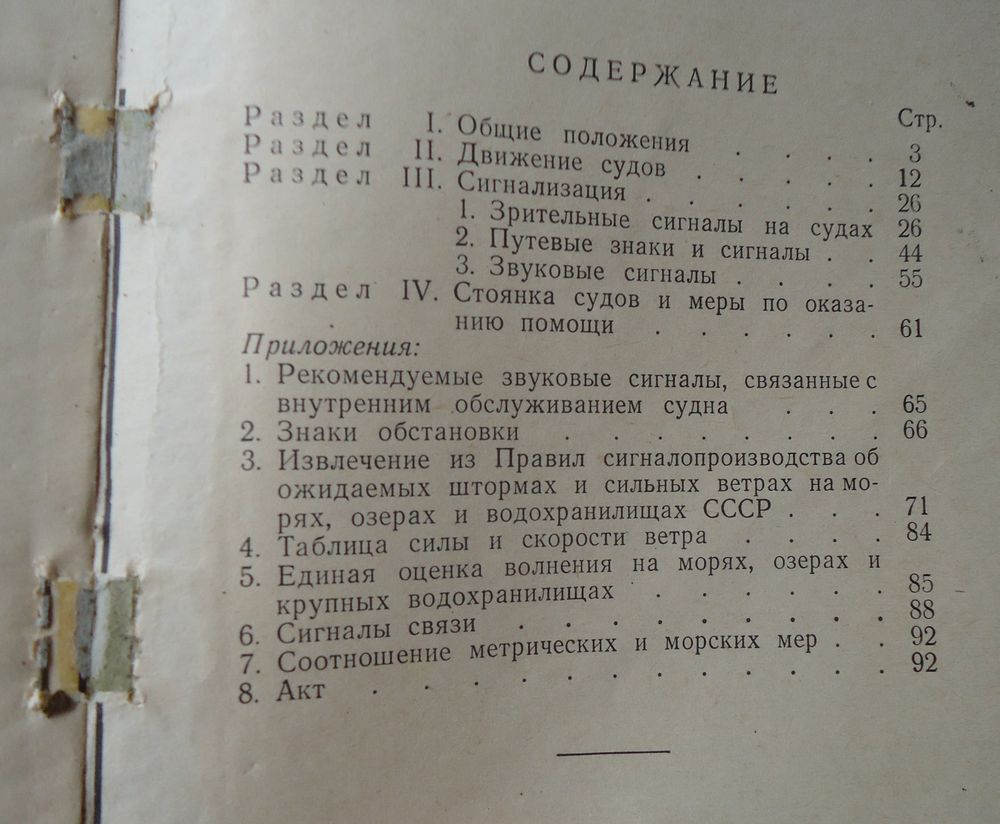 СОДЕРЖАНИЕ
Стр.
Раздел I. Общие положения . . . . 3
Раздел II. Движение судов . . . . . 12
Раздел III. Сигнализация . . . . . . 26
1. Зрительные сигналы на судах 26
2. Путевые знаки и сигналы . . 44
3. Звуковые сигналы . . . . 55
Раздел IV. Стоянка судов и меры по оказа-
нию помощи . . . . . . 61
Приложения:
1. Рекомендуемые звуковые сигналы, связанные с
внутренним обслуживанием судна . . . 65
2. Знаки обстановки . . . . . . . . 66
3. Извлечение из Правил сигналопроизводства об
ожидаемых штормах и сильных ветрах на мо-
рях, озерах и водохранилищах СССР . . . 71
4. Таблица силы и скорости ветра . . . . 84
5. Единая оценка волнения на морях, озерах и
крупных водохранилищах . . . . . . 85
6. Сигналы связи . . . . . . . . . 88
7. Соотношение метрических и морских мер . . 92
8. Акт . . . . . . . . . . . 92